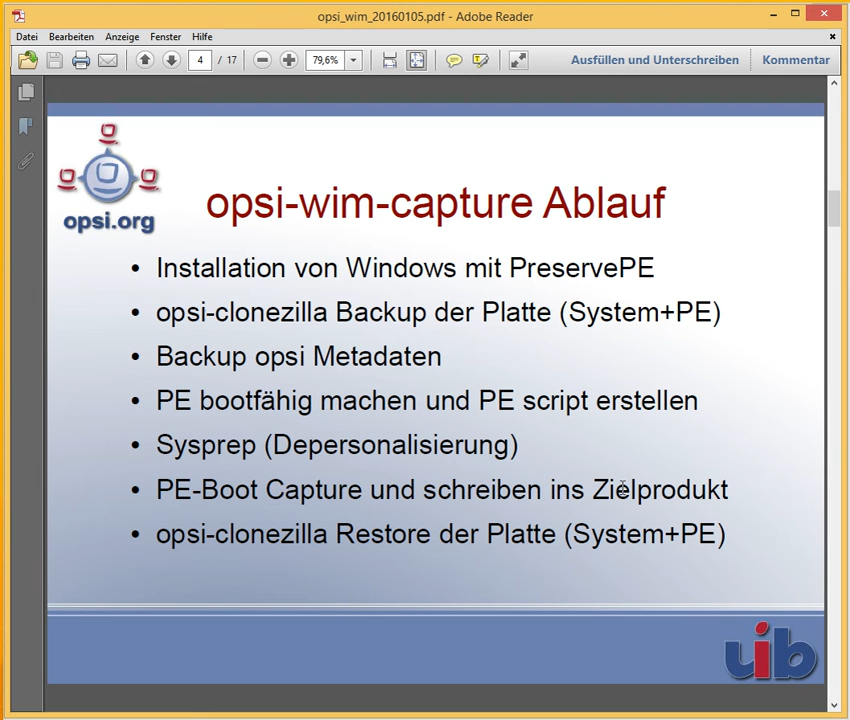 opsi_wim_20160105.pdf - Adobe Reader
Datei Bearbeiten Anzeige Fenster Hilfe
4 / 17 79,6% Ausfüllen und Unterschreiben Kommentar
opsi.org
opsi-wim-capture Ablauf
• Installation von Windows mit PreservePE
• opsi-clonezilla Backup der Platte (System+PE)
• Backup opsi Metadaten
• PE bootfähig machen und PE script erstellen
• Sysprep (Depersonalisierung)
• PE-Boot Capture und schreiben ins Zielprodukt
• opsi-clonezilla Restore der Platte (System+PE)
uib